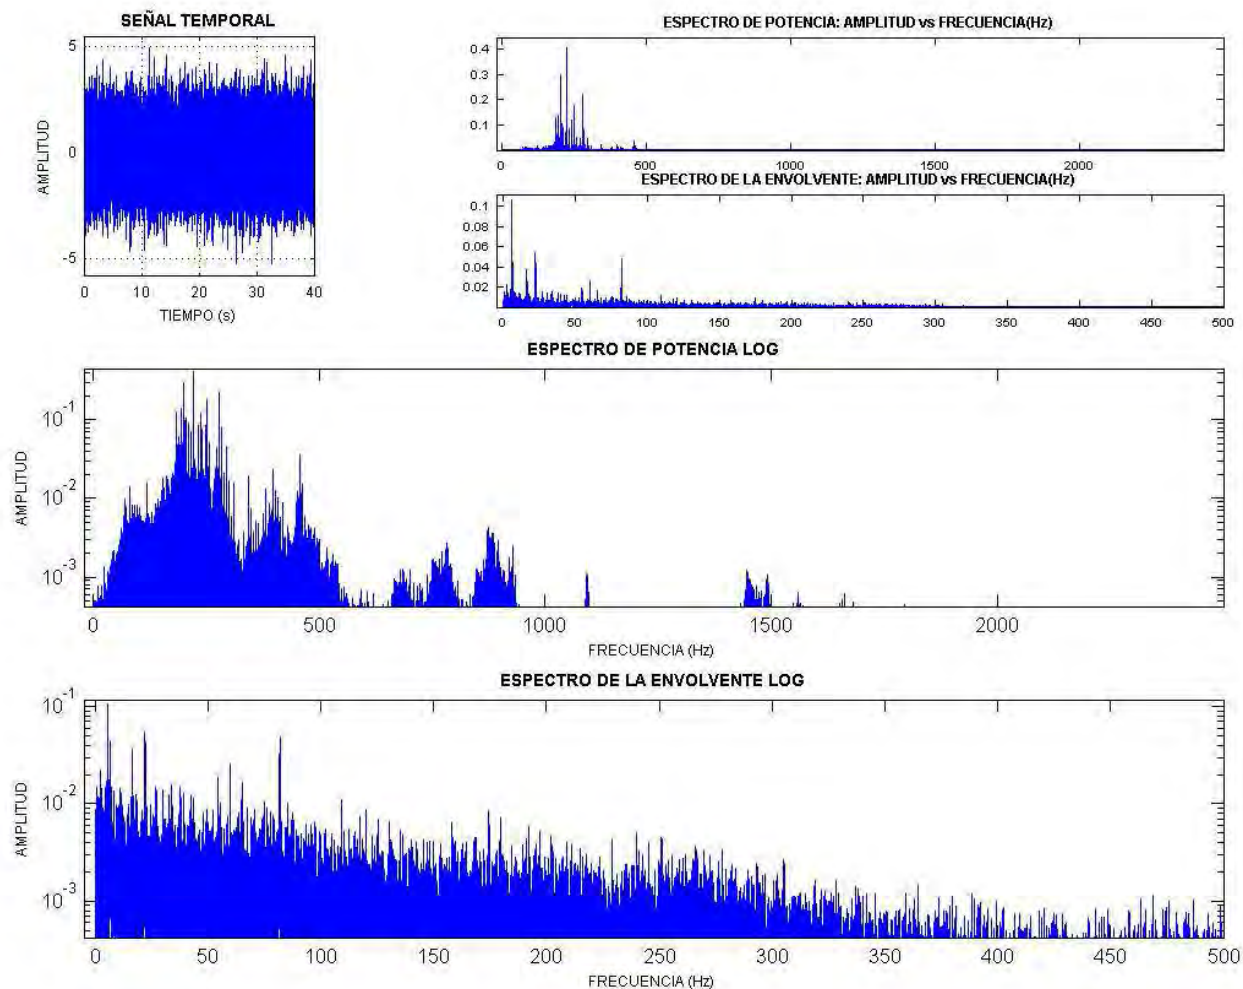 SEÑAL TEMPORAL
5
0
-5
AMPLITUD
0 10 20 30 40
TIEMPO (s)
ESPECTRO DE POTENCIA: AMPLITUD vs FRECUENCIA(Hz)
0.4
0.3
0.2
0.1
0 500 1000 1500 2000
ESPECTRO DE LA ENVOLVENTE: AMPLITUD vs FRECUENCIA(Hz)
0.1
0.08
0.06
0.04
0.02
0 50 100 150 200 250 300 350 400 450 500
ESPECTRO DE POTENCIA LOG
10^-1
10^-2
10^-3
AMPLITUD
0 500 1000 1500 2000
FRECUENCIA (Hz)
ESPECTRO DE LA ENVOLVENTE LOG
10^-1
10^-2
10^-3
AMPLITUD
0 50 100 150 200 250 300 350 400 450 500
FRECUENCIA (Hz)